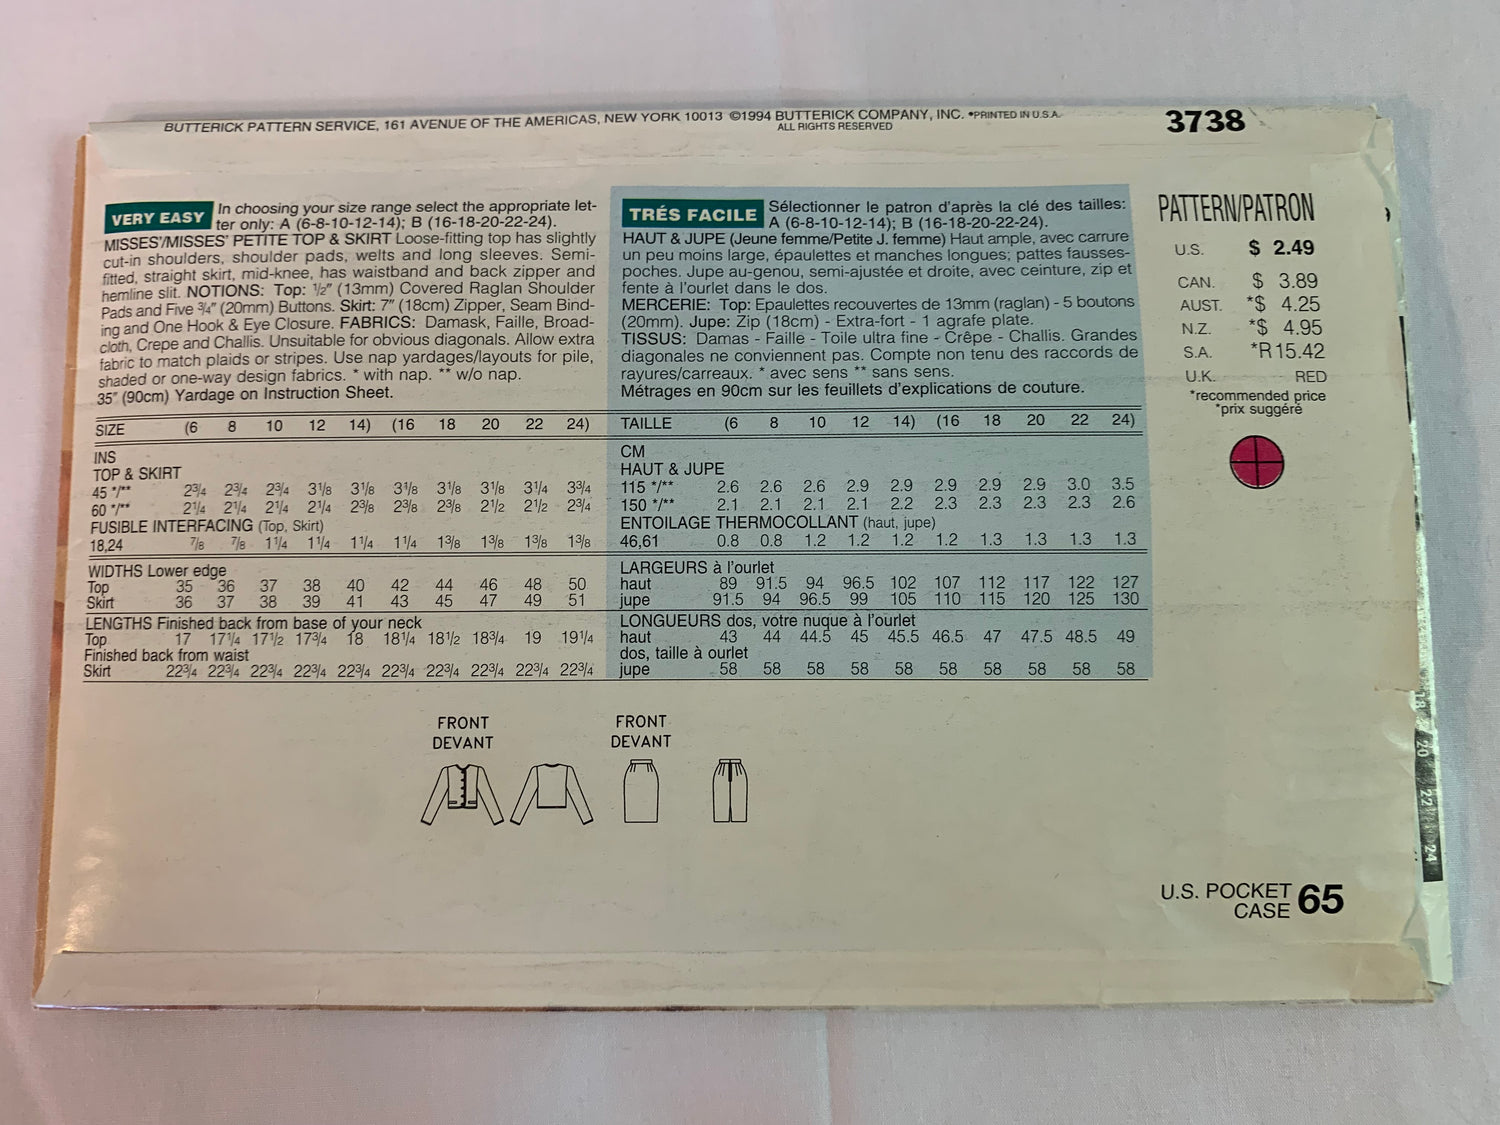 BUTTERICK PATTERN SERVICE, 161 AVENUE OF THE AMERICAS, NEW YORK 10013 ©1994 BUTTERICK COMPANY, INC. •PRINTED IN U.S.A.
ALL RIGHTS RESERVED
3738
VERY EASY In choosing your size range select the appropriate let-
ter only: A (6-8-10-12-14); B (16-18-20-22-24).
MISSES'/MISSES' PETITE TOP & SKIRT Loose-fitting top has slightly
cut-in shoulders, shoulder pads, welts and long sleeves. Semi-
fitted, straight skirt, mid-knee, has waistband and back zipper and
hemline slit. NOTIONS: Top: 1/2" (13mm) Covered Raglan Shoulder
Pads and Five 3/4" (20mm) Buttons. Skirt: 7" (18cm) Zipper, Seam Bind-
ing and One Hook & Eye Closure. FABRICS: Damask, Faille, Broad-
cloth, Crepe and Challis. Unsuitable for obvious diagonals. Allow extra
fabric to match plaids or stripes. Use nap yardages/layouts for pile,
shaded or one-way design fabrics. * with nap. ** w/o nap.
35" (90cm) Yardage on Instruction Sheet.
SIZE (6 8 10 12 14) (16 18 20 22 24)
INS
TOP & SKIRT
45 */** 2 3/4 2 3/4 2 3/4 3 1/8 3 1/8 3 1/8 3 1/8 3 1/8 3 1/4 3 3/4
60 */** 2 1/4 2 1/4 2 1/4 2 1/4 2 3/8 2 3/8 2 3/8 2 1/2 2 1/2 2 3/4
FUSIBLE INTERFACING (Top, Skirt)
18,24 7/8 7/8 1 1/4 1 1/4 1 1/4 1 1/4 1 3/8 1 3/8 1 3/8 1 3/8
WIDTHS Lower edge
Top 35 36 37 38 40 42 44 46 48 50
Skirt 36 37 38 39 41 43 45 47 49 51
LENGTHS Finished back from base of your neck
Top 17 17 1/4 17 1/2 17 3/4 18 18 1/4 18 1/2 18 3/4 19 19 1/4
Finished back from waist
Skirt 22 3/4 22 3/4 22 3/4 22 3/4 22 3/4 22 3/4 22 3/4 22 3/4 22 3/4 22 3/4
TRÉS FACILE Sélectionner le patron d'après la clé des tailles:
A (6-8-10-12-14); B (16-18-20-22-24).
HAUT & JUPE (Jeune femme/Petite J. femme) Haut ample, avec carrure
un peu moins large, épaulettes et manches longues; pattes fausses-
poches. Jupe au-genou, semi-ajustée et droite, avec ceinture, zip et
fente à l'ourlet dans le dos.
MERCERIE: Top: Epaulettes recouvertes de 13mm (raglan) - 5 boutons
(20mm). Jupe: Zip (18cm) - Extra-fort - 1 agrafe plate.
TISSUS: Damas - Faille - Toile ultra fine - Crêpe - Challis. Grandes
diagonales ne conviennent pas. Compte non tenu des raccords de
rayures/carreaux. * avec sens ** sans sens.
Métrages en 90cm sur les feuillets d'explications de couture.
TAILLE (6 8 10 12 14) (16 18 20 22 24)
CM
HAUT & JUPE
115 */** 2.6 2.6 2.6 2.9 2.9 2.9 2.9 2.9 3.0 3.5
150 */** 2.1 2.1 2.1 2.1 2.2 2.3 2.3 2.3 2.3 2.6
ENTOILAGE THERMOCOLLANT (haut, jupe)
46,61 0.8 0.8 1.2 1.2 1.2 1.2 1.3 1.3 1.3 1.3
LARGEURS à l'ourlet
haut 89 91.5 94 96.5 102 107 112 117 122 127
jupe 91.5 94 96.5 99 105 110 115 120 125 130
LONGUEURS dos, votre nuque à l'ourlet
haut 43 44 44.5 45 45.5 46.5 47 47.5 48.5 49
dos, taille à ourlet
jupe 58 58 58 58 58 58 58 58 58 58
PATTERN/PATRON
U.S. $ 2.49
CAN. $ 3.89
AUST. *$ 4.25
N.Z. *$ 4.95
S.A. *R15.42
U.K. RED
*recommended price
*prix suggéré
FRONT
DEVANT
FRONT
DEVANT
U.S. POCKET
CASE 65
18 20 22 24